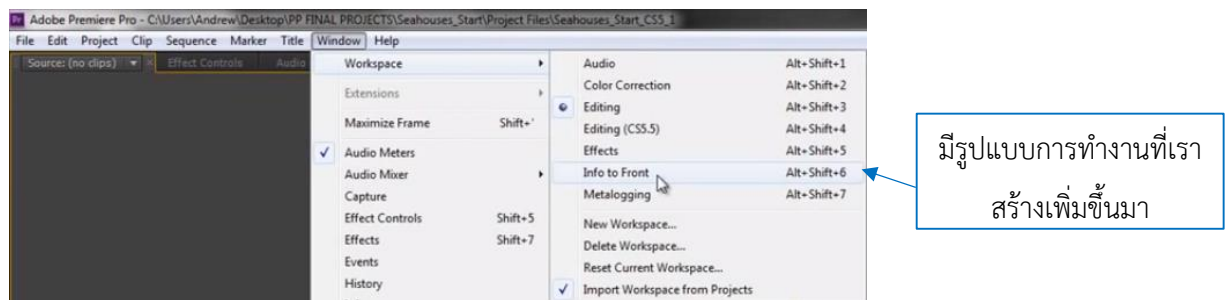 Adobe Premiere Pro - C:\Users\Andrew\Desktop\PP FINAL PROJECTS\Seahouses_Start\Project Files\Seahouses_Start_CS5_1
File Edit Project Clip Sequence Marker Title Window Help
Source: (no clips) Effect Controls Audio
Workspace
Extensions
Maximize Frame Shift+'
Audio Meters
Audio Mixer
Capture
Effect Controls Shift+5
Effects Shift+7
Events
History
Audio Alt+Shift+1
Color Correction Alt+Shift+2
Editing Alt+Shift+3
Editing (CS5.5) Alt+Shift+4
Effects Alt+Shift+5
Info to Front Alt+Shift+6
Metalogging Alt+Shift+7
New Workspace...
Delete Workspace...
Reset Current Workspace...
Import Workspace from Projects
มีรูปแบบการทำงานที่เรา
สร้างเพิ่มขึ้นมา